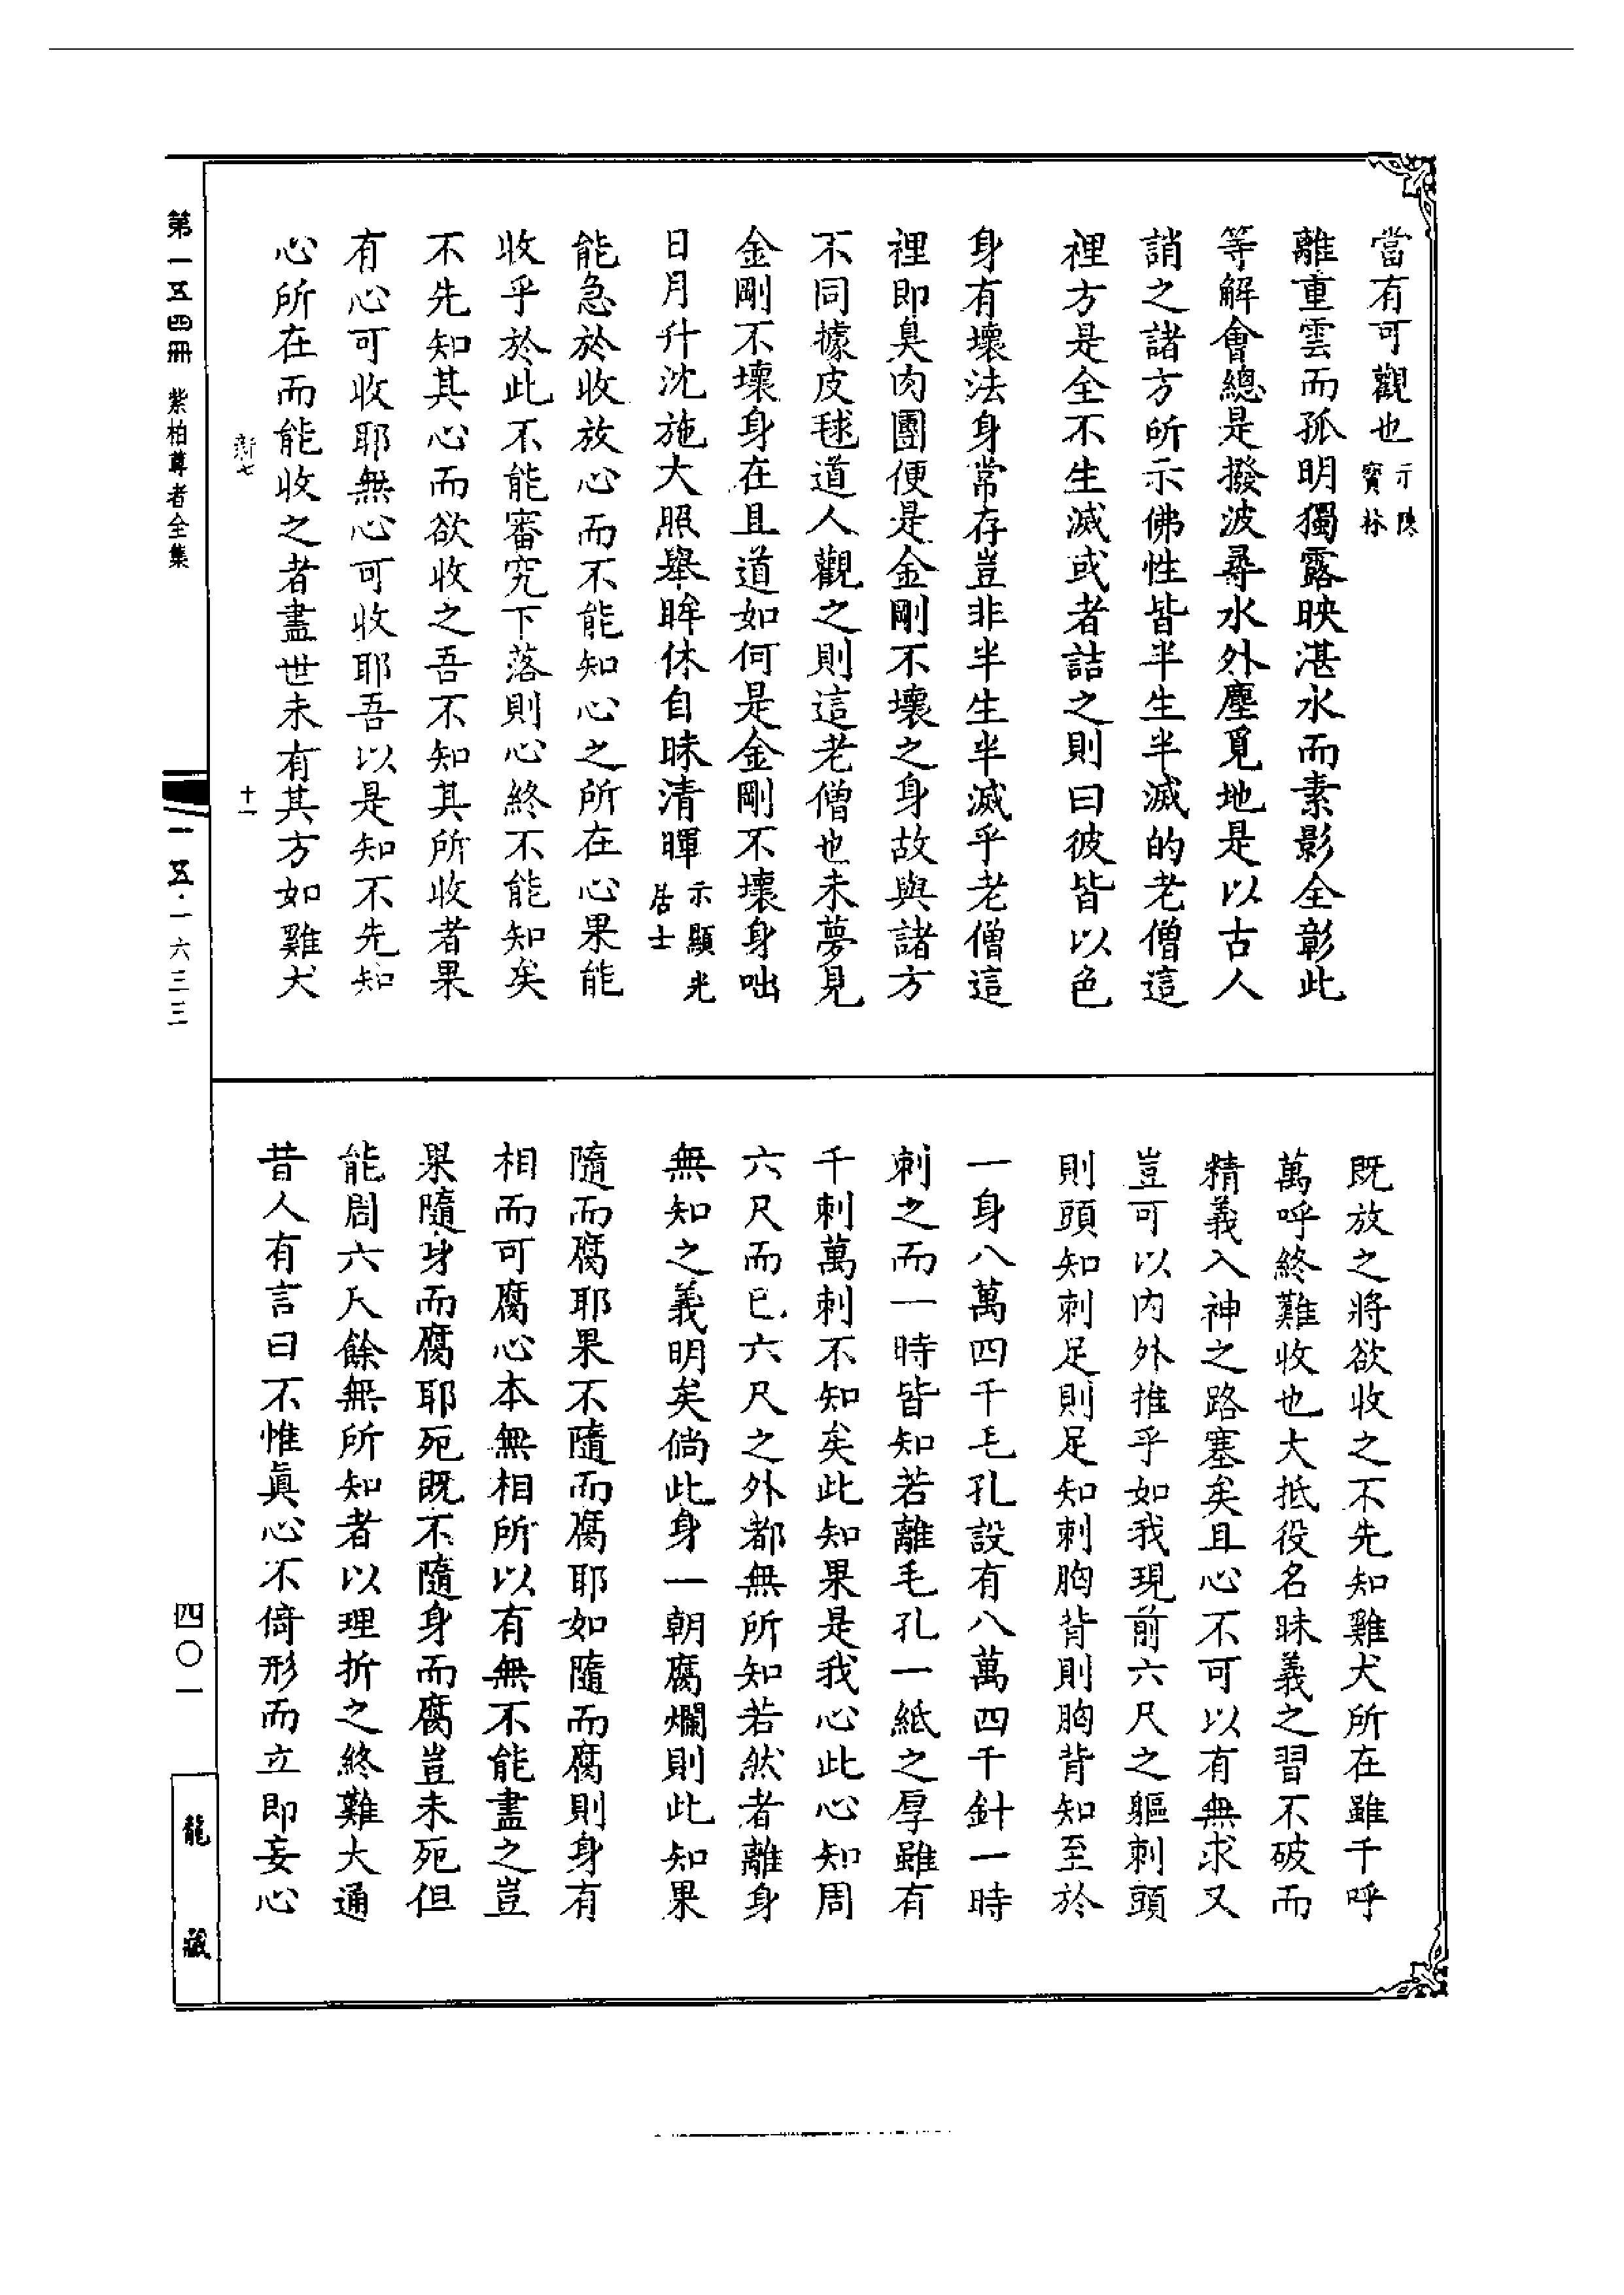 當有可觀也示陳寶林
離重雲而孤明獨露映湛水而素影全彰此
等解會總是撥波尋水外塵覓地是以古人
誚之諸方所示佛性皆半生半滅的老僧這
裡方是全不生滅或者詰之則曰彼皆以色
身有壞法身常存豈非半生半滅乎老僧這
裡即臭肉團便是金剛不壞之身故與諸方
不同據皮毬道人觀之則這老僧也未夢見
金剛不壞身在且道如何是金剛不壞身咄
日月升沈施大照舉眸休自昧清暉示顯光居士
能急於收放心而不能知心之所在心果能
收乎於此不能審究下落則心終不能知矣
不先知其心而欲收之吾不知其所收者果
有心可收耶無心可收耶吾以是知不先知
心所在而能收之者盡世未有其方如雞犬
既放之將欲收之不先知雞犬所在雖千呼
萬呼終難收也大抵役名昧義之習不破而
精義入神之路塞矣且心不可以有無求又
豈可以內外推乎如我現前六尺之軀刺頭
則頭知刺足則足知刺胸背則胸背知至於
一身八萬四千毛孔設有八萬四千針一時
刺之而一時皆知若離毛孔一紙之厚雖有
千刺萬刺不知矣此知果是我心此心知周
六尺而已六尺之外都無所知若然者離身
無知之義明矣倘此身一朝腐爛則此知果
隨而腐耶果不隨而腐耶如隨而腐則身有
相而可腐心本無相所以有無不能盡之豈
果隨身而腐耶死既不隨身而腐豈未死但
能周六尺餘無所知者以理折之終難大通
昔人有言曰不惟真心不倚形而立即妄心
新七
十一
第一五四冊 紫柏尊者全集
一五·一六三三
四〇一
龍藏